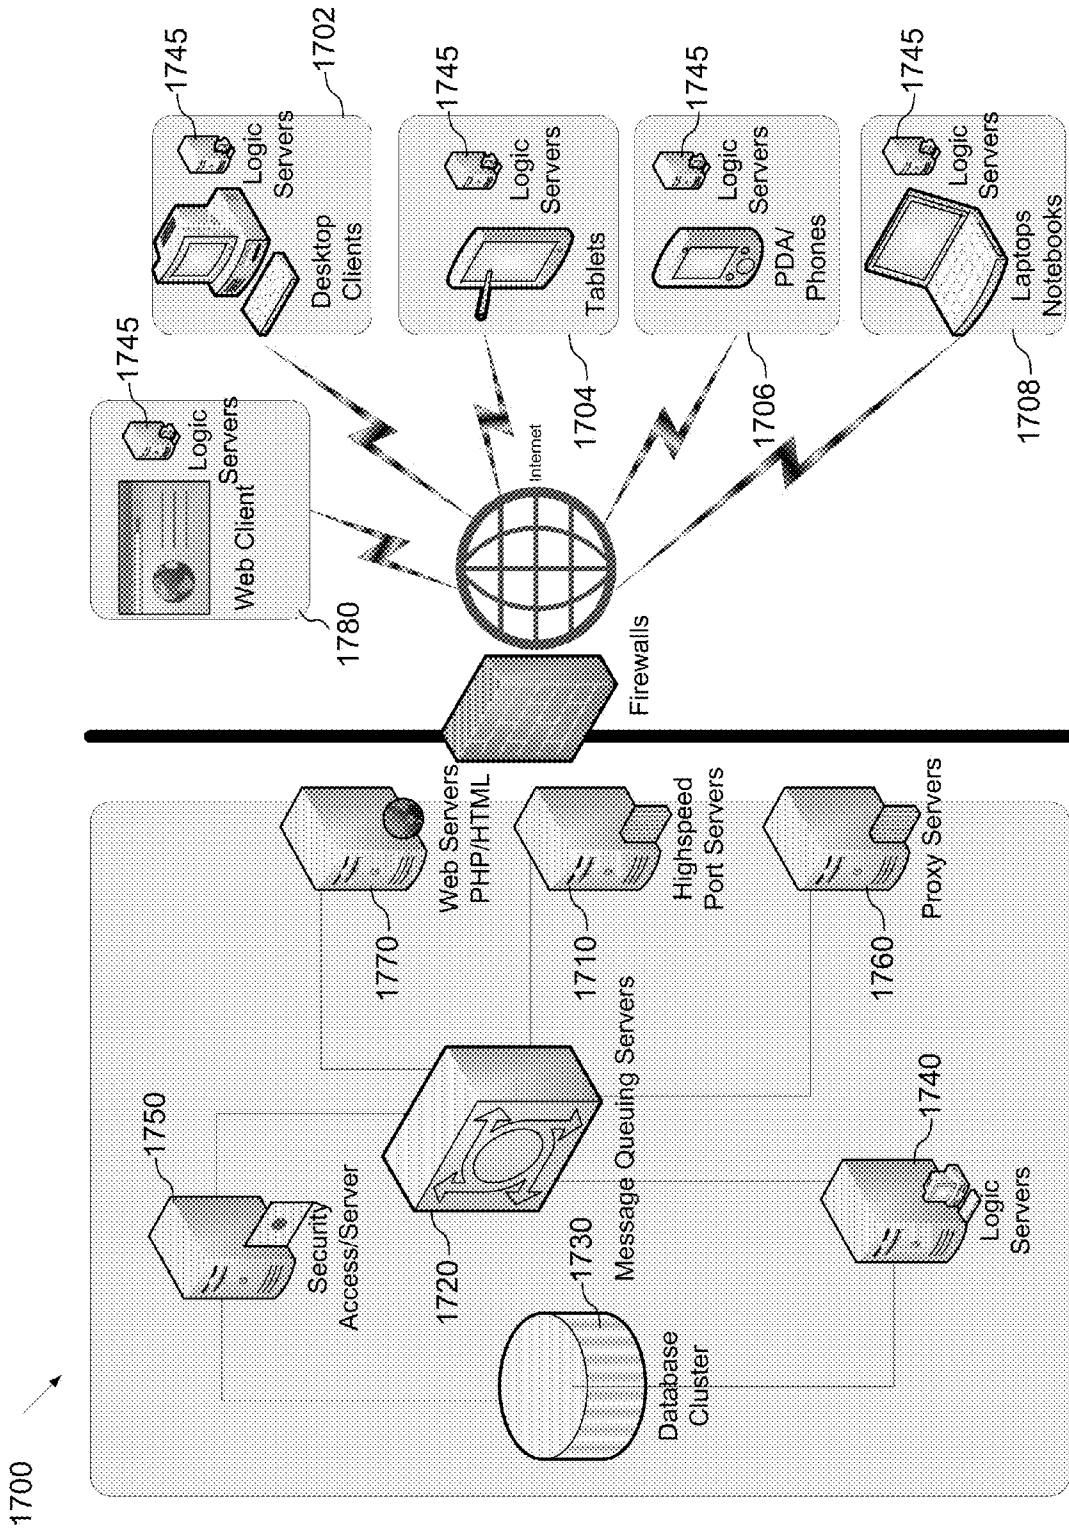 1700
1750
Security
Access/Server
1720
Message Queuing Servers
1730
Database
Cluster
1740
Logic
Servers
1770
Web Servers
PHP/HTML
1710
Highspeed
Port Servers
1760
Proxy Servers
Firewalls
Internet
1780
Web Client
Logic
Servers
1745
Desktop
Clients
Logic
Servers
1745
1702
Tablets
Logic
Servers
1745
1704
PDA/
Phones
Logic
Servers
1745
1706
Laptops
Notebooks
Logic
Servers
1745
1708